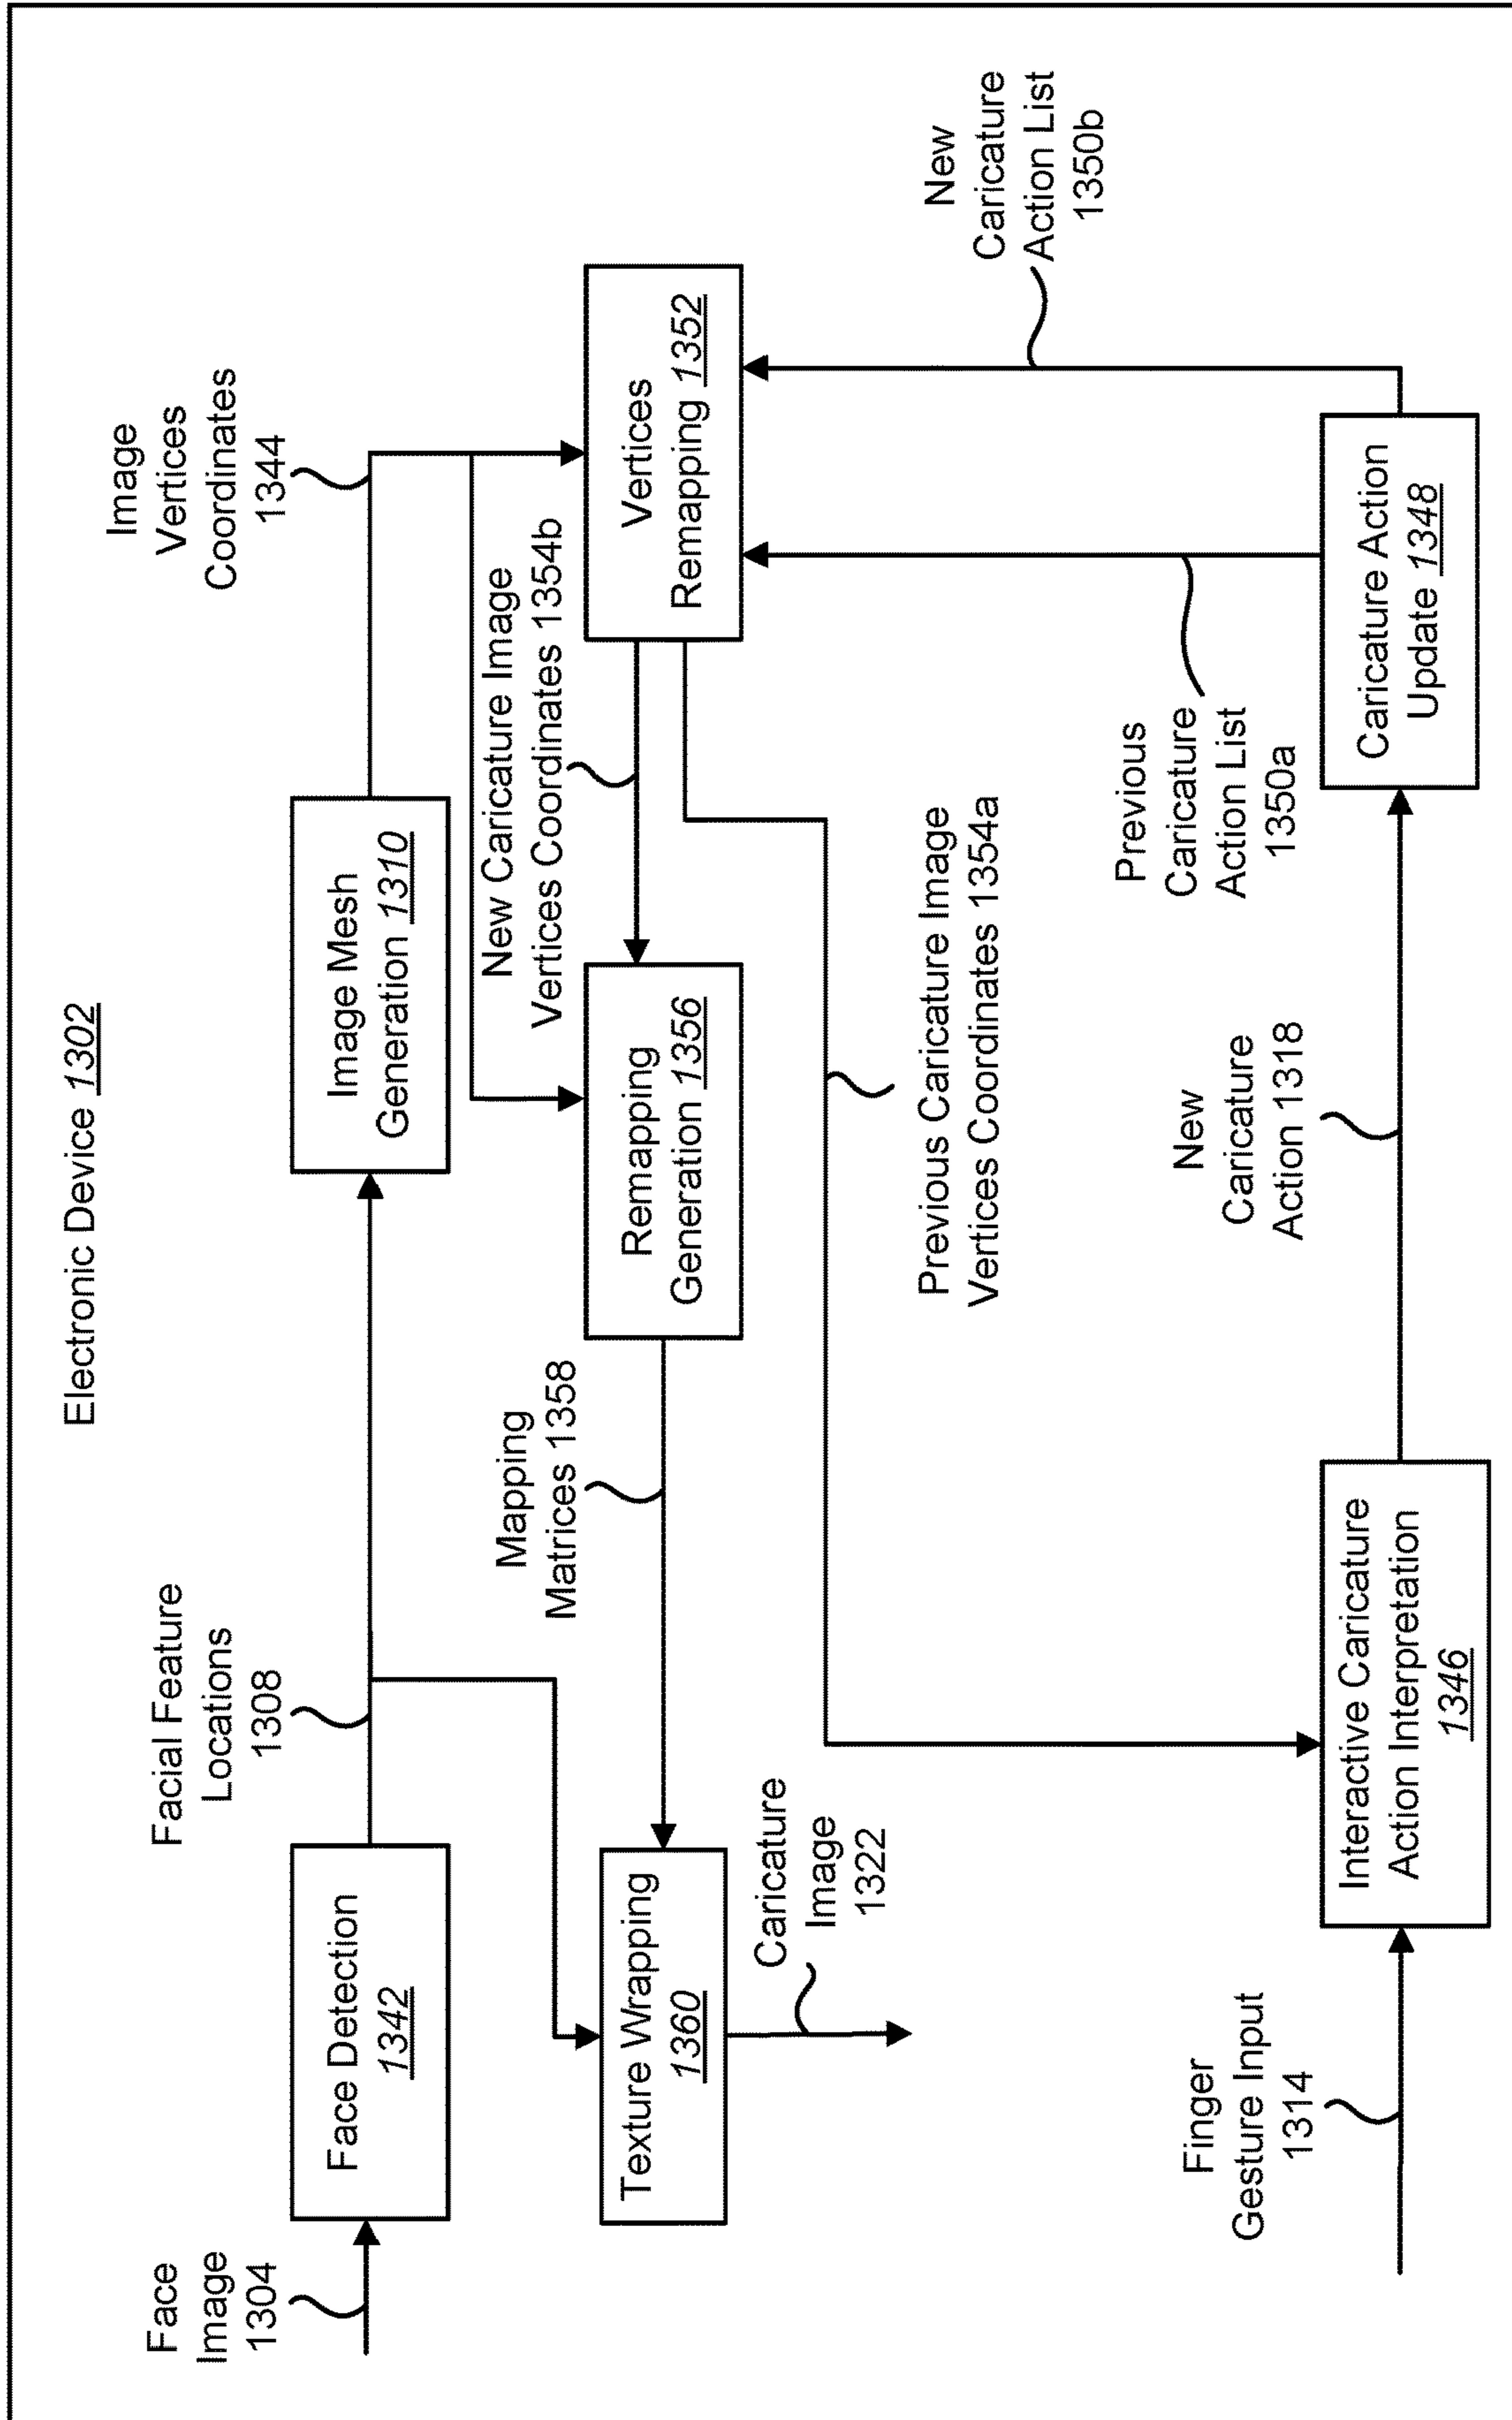 Electronic Device 1302
Face
Image
1304
Face Detection
1342
Facial Feature
Locations
1308
Image Mesh
Generation 1310
Image
Vertices
Coordinates
1344
Texture Wrapping
1360
Caricature
Image
1322
Mapping
Matrices 1358
Remapping
Generation 1356
New Caricature Image
Vertices Coordinates 1354b
Vertices
Remapping 1352
Previous Caricature Image
Vertices Coordinates 1354a
New
Caricature
Action List
1350b
Finger
Gesture Input
1314
Interactive Caricature
Action Interpretation
1346
New
Caricature
Action 1318
Previous
Caricature
Action List
1350a
Caricature Action
Update 1348